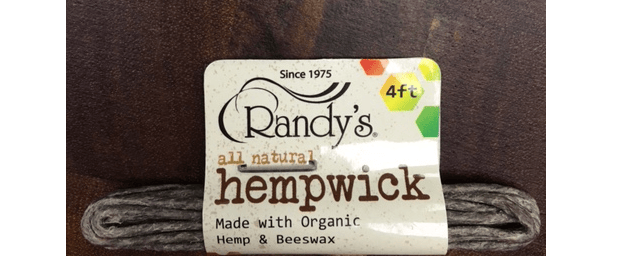 Since 1975
4ft
Randy's®
all natural
hempwick
Made with Organic
Hemp & Beeswax